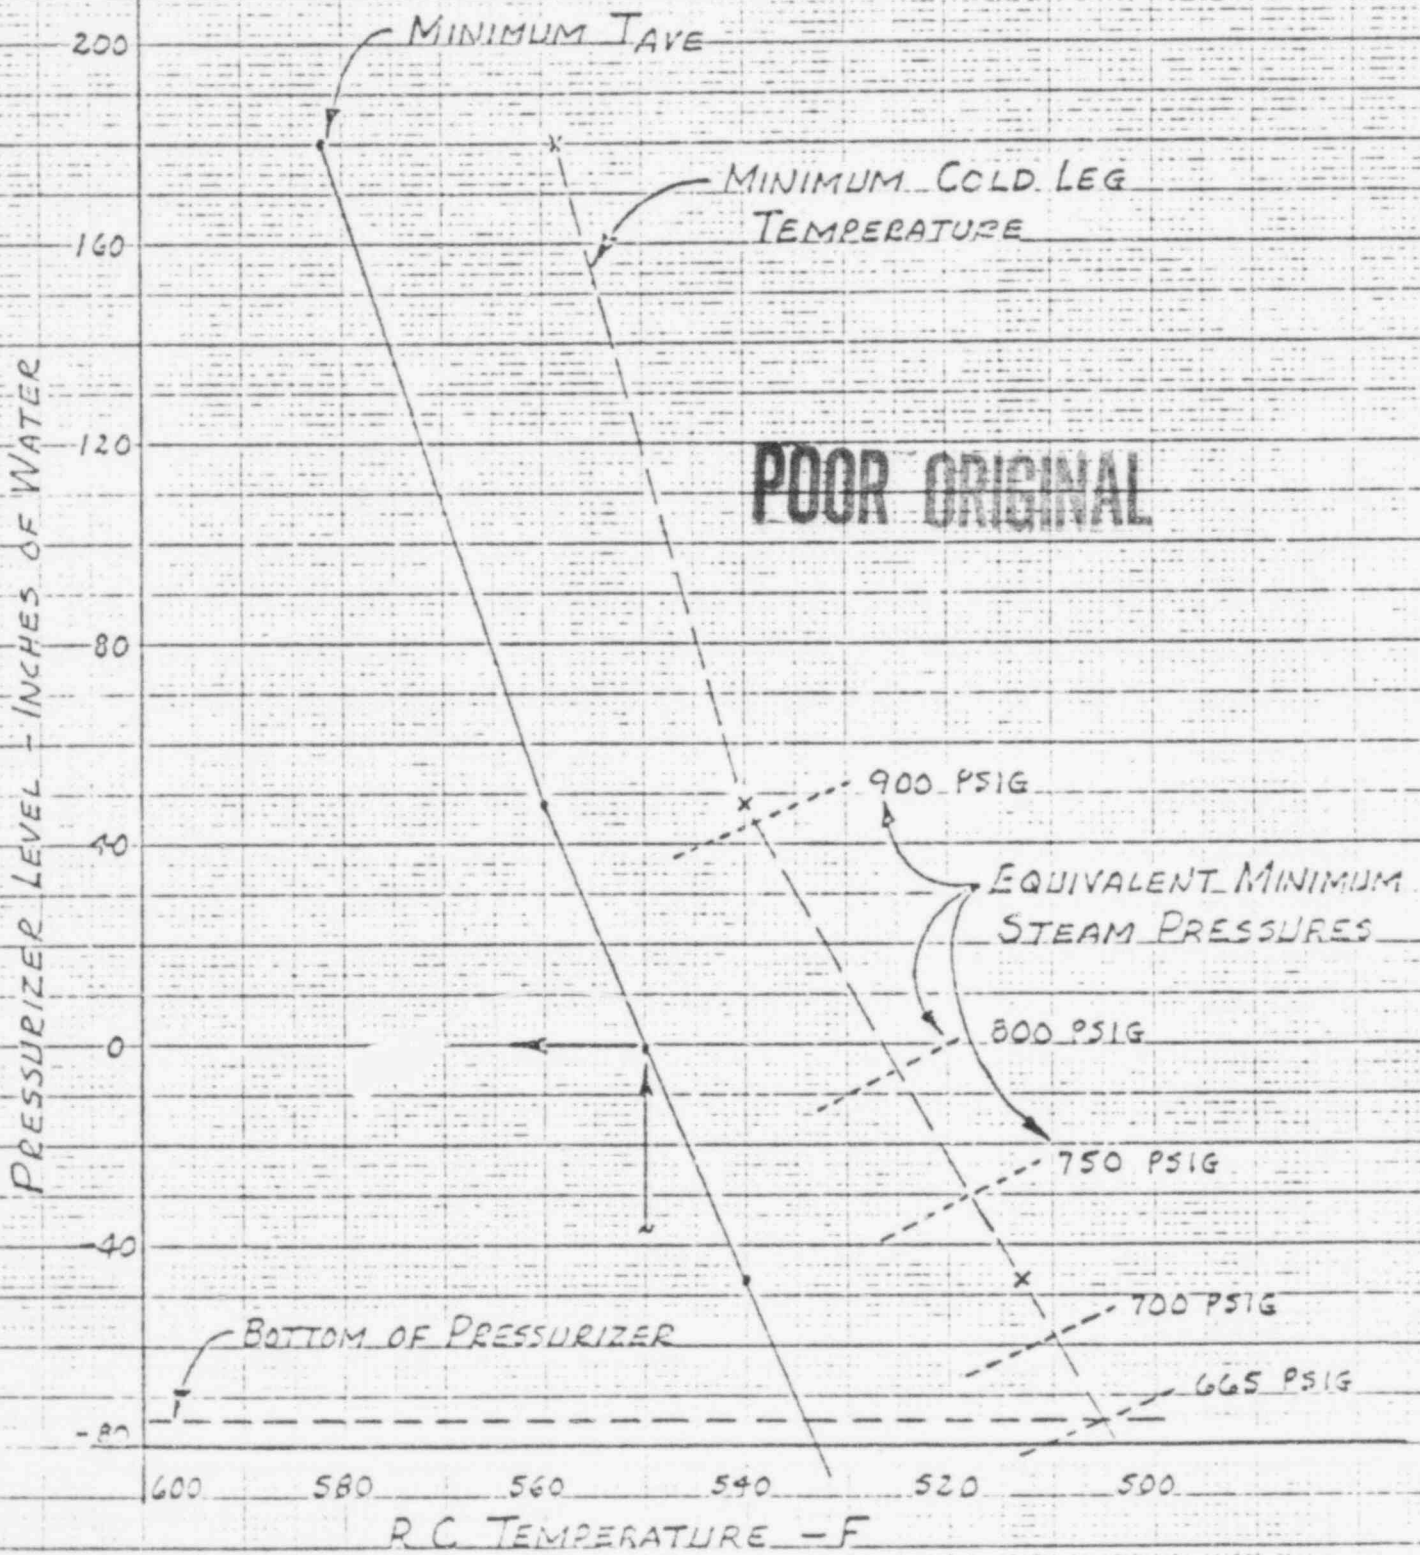 200
MINIMUM TAVE
MINIMUM COLD LEG
TEMPERATURE
160
120
POOR ORIGINAL
80
900 PSIG
40
EQUIVALENT MINIMUM
STEAM PRESSURES
800 PSIG
0
750 PSIG
-40
700 PSIG
BOTTOM OF PRESSURIZER
665 PSIG
-80
600 580 560 540 520 500
R C TEMPERATURE - F
PRESSURIZER LEVEL - INCHES OF WATER